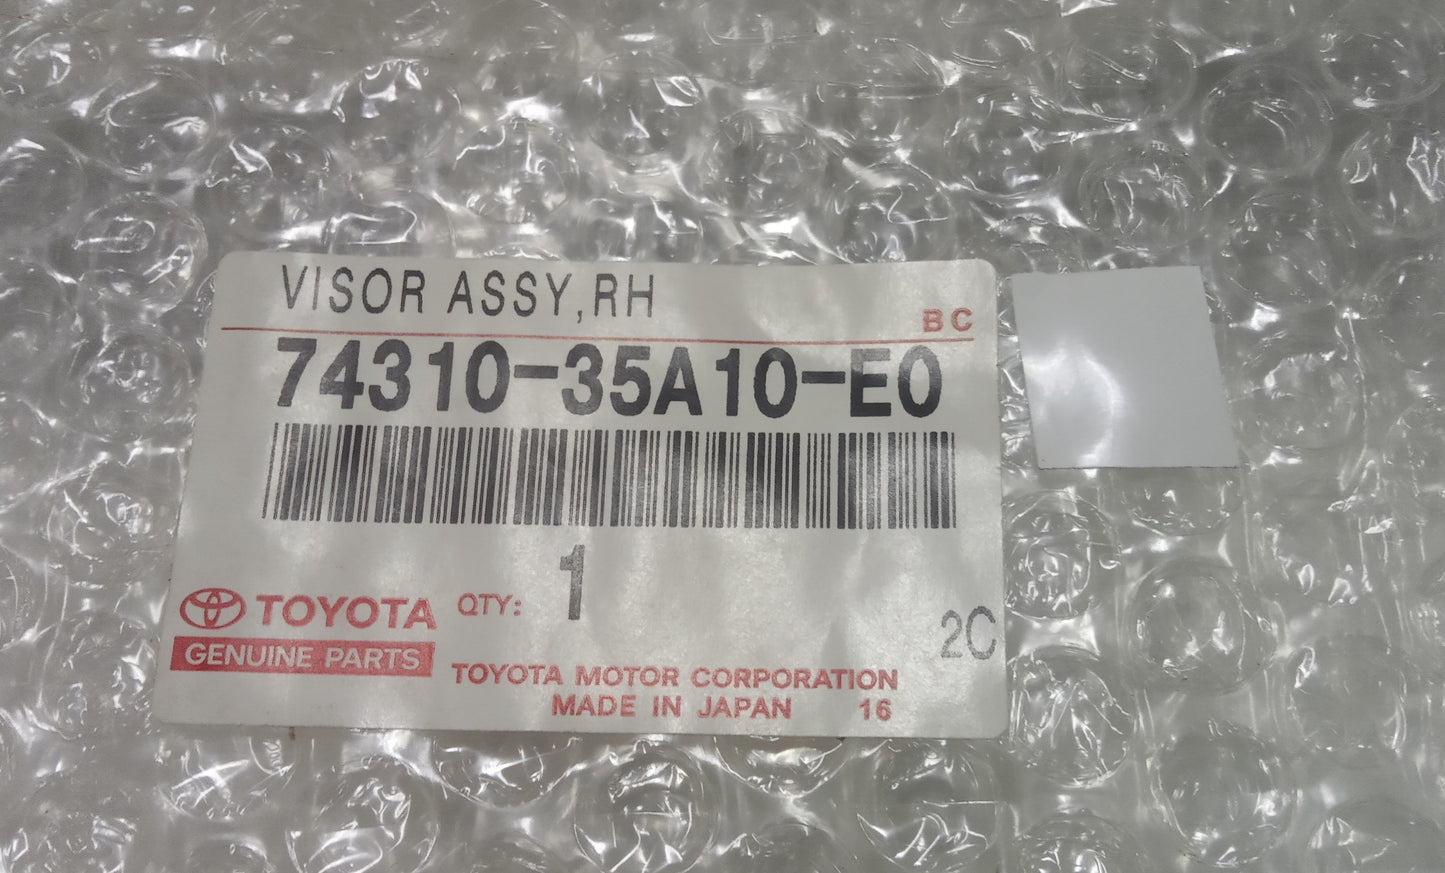 VISOR ASSY,RH
BC
74310-35A10-E0
1
TOYOTA QTY:
GENUINE PARTS
2C
TOYOTA MOTOR CORPORATION
MADE IN JAPAN 16